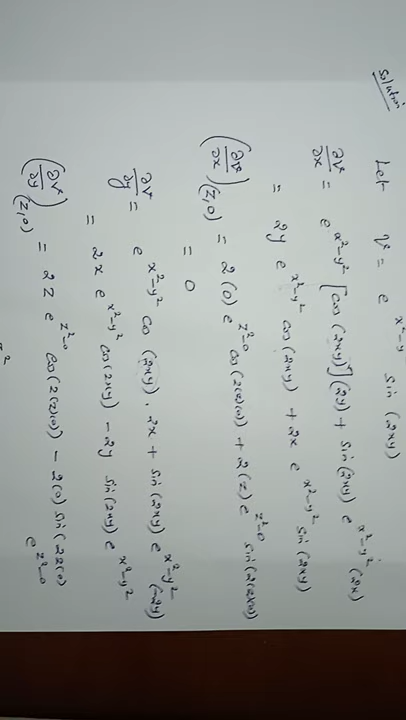 Solution
Let v = e^{x²-y²} sin (2xy)
∂v/∂x = e^{x²-y²} [cos (2xy)](2y) + sin(2xy) e^{x²-y²} (2x)
= 2y e^{x²-y²} cos (2xy) + 2x e^{x²-y²} sin (2xy)
(∂v/∂x)(z,0) = 2(0) e^{z²-0} cos(2(z)(0)) + 2(z) e^{z²-0} sin(2(z)(0))
= 0
∂v/∂y = e^{x²-y²} cos (2xy). 2x + sin(2xy) e^{x²-y²} (-2y)
= 2x e^{x²-y²} cos(2xy) - 2y sin(2xy) e^{x²-y²}
(∂v/∂y)(z,0) = 2z e^{z²-0} cos(2(z)(0)) - 2(0) sin(2z(0)) e^{z²-0}